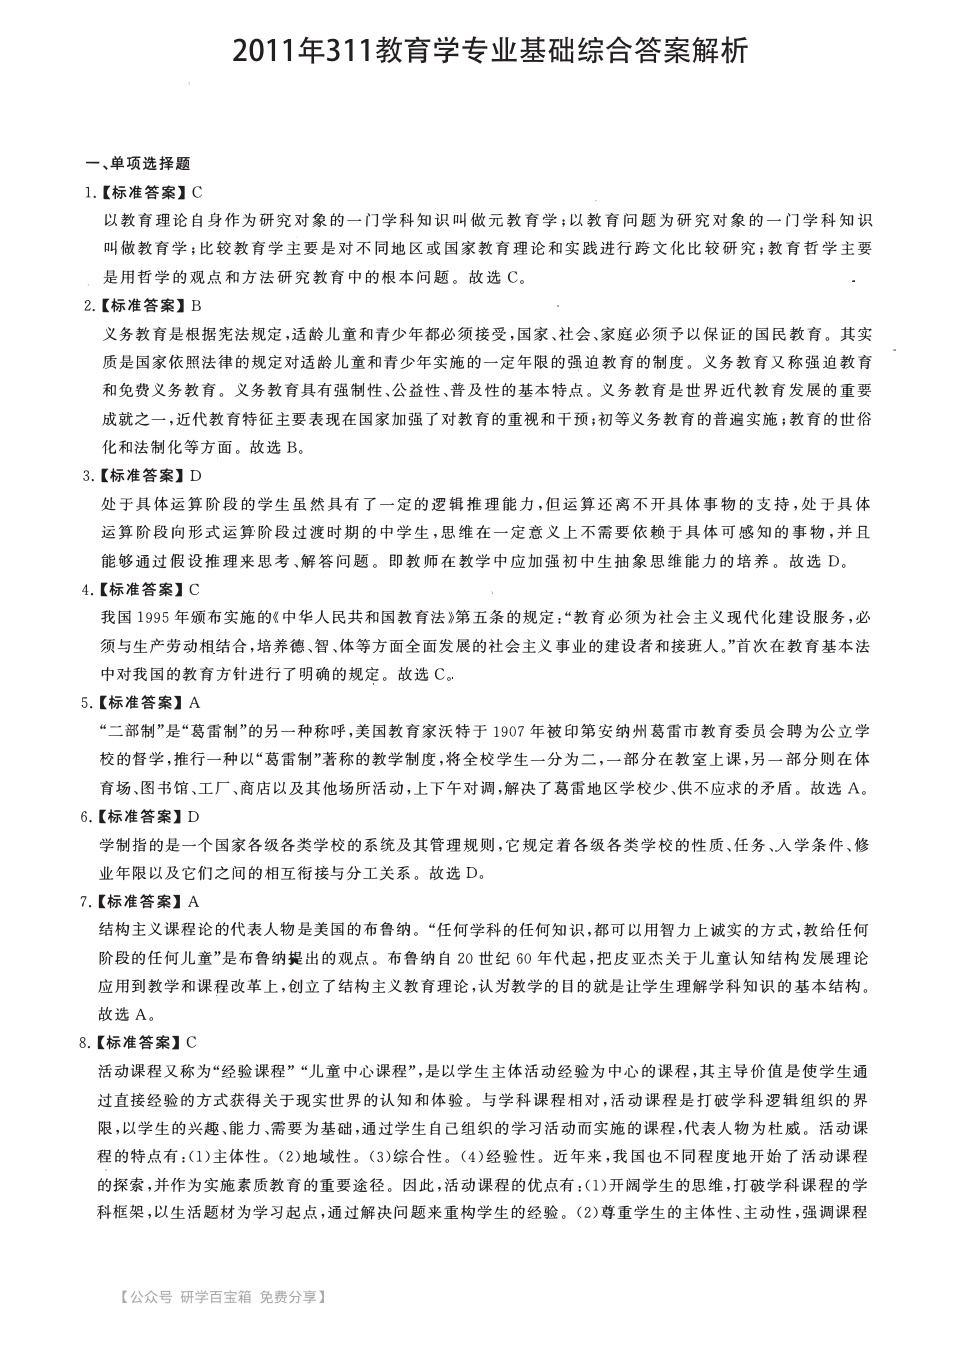 2011年311教育学专业基础综合答案解析
一、单项选择题
1.【标准答案】C
以教育理论自身作为研究对象的一门学科知识叫做元教育学;以教育问题为研究对象的一门学科知识
叫做教育学;比较教育学主要是对不同地区或国家教育理论和实践进行跨文化比较研究;教育哲学主要
是用哲学的观点和方法研究教育中的根本问题。故选 C。
2.【标准答案】B
义务教育是根据宪法规定,适龄儿童和青少年都必须接受,国家、社会、家庭必须予以保证的国民教育。其实
质是国家依照法律的规定对适龄儿童和青少年实施的一定年限的强迫教育的制度。义务教育又称强迫教育
和免费义务教育。义务教育具有强制性、公益性、普及性的基本特点。义务教育是世界近代教育发展的重要
成就之一,近代教育特征主要表现在国家加强了对教育的重视和干预;初等义务教育的普遍实施;教育的世俗
化和法制化等方面。故选 B。
3.【标准答案】D
处于具体运算阶段的学生虽然具有了一定的逻辑推理能力,但运算还离不开具体事物的支持,处于具体
运算阶段向形式运算阶段过渡时期的中学生,思维在一定意义上不需要依赖于具体可感知的事物,并且
能够通过假设推理来思考、解答问题。即教师在教学中应加强初中生抽象思维能力的培养。故选 D。
4.【标准答案】C
我国1995年颁布实施的《中华人民共和国教育法》第五条的规定:“教育必须为社会主义现代化建设服务,必
须与生产劳动相结合,培养德、智、体等方面全面发展的社会主义事业的建设者和接班人。”首次在教育基本法
中对我国的教育方针进行了明确的规定。故选 C。
5.【标准答案】A
“二部制”是“葛雷制”的另一种称呼,美国教育家沃特于 1907 年被印第安纳州葛雷市教育委员会聘为公立学
校的督学,推行一种以“葛雷制”著称的教学制度,将全校学生一分为二,一部分在教室上课,另一部分则在体
育场、图书馆、工厂、商店以及其他场所活动,上下午对调,解决了葛雷地区学校少、供不应求的矛盾。故选 A。
6.【标准答案】D
学制指的是一个国家各级各类学校的系统及其管理规则,它规定着各级各类学校的性质、任务、入学条件、修
业年限以及它们之间的相互衔接与分工关系。故选 D。
7.【标准答案】A
结构主义课程论的代表人物是美国的布鲁纳。“任何学科的任何知识,都可以用智力上诚实的方式,教给任何
阶段的任何儿童”是布鲁纳提出的观点。布鲁纳自 20 世纪 60 年代起,把皮亚杰关于儿童认知结构发展理论
应用到教学和课程改革上,创立了结构主义教育理论,认为教学的目的就是让学生理解学科知识的基本结构。
故选 A。
8.【标准答案】C
活动课程又称为“经验课程” “儿童中心课程”,是以学生主体活动经验为中心的课程,其主导价值是使学生通
过直接经验的方式获得关于现实世界的认知和体验。与学科课程相对,活动课程是打破学科逻辑组织的界
限,以学生的兴趣、能力、需要为基础,通过学生自己组织的学习活动而实施的课程,代表人物为杜威。活动课
程的特点有:(1)主体性。(2)地域性。(3)综合性。(4)经验性。近年来,我国也不同程度地开始了活动课程
的探索,并作为实施素质教育的重要途径。因此,活动课程的优点有:(1)开阔学生的思维,打破学科课程的学
科框架,以生活题材为学习起点,通过解决问题来重构学生的经验。(2)尊重学生的主体性、主动性,强调课程
【公众号 研学百宝箱 免费分享】